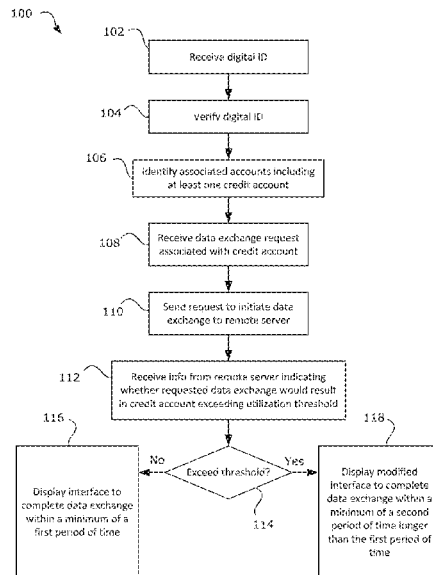 100
102
Receive digital ID
104
Verify digital ID
106
Identify associated accounts including
at least one credit account
108
Receive data exchange request
associated with credit account
110
Send request to initiate data
exchange to remote server
112
Receive info from remote server indicating
whether requested data exchange would result
in credit account exceeding utilization threshold
116
118
No
Exceed threshold?
Yes
114
Display interface to
complete data exchange
within a minimum of a
first period of time
Display modified
interface to complete
data exchange within a
minimum of a second
period of time longer
than the first period of
time